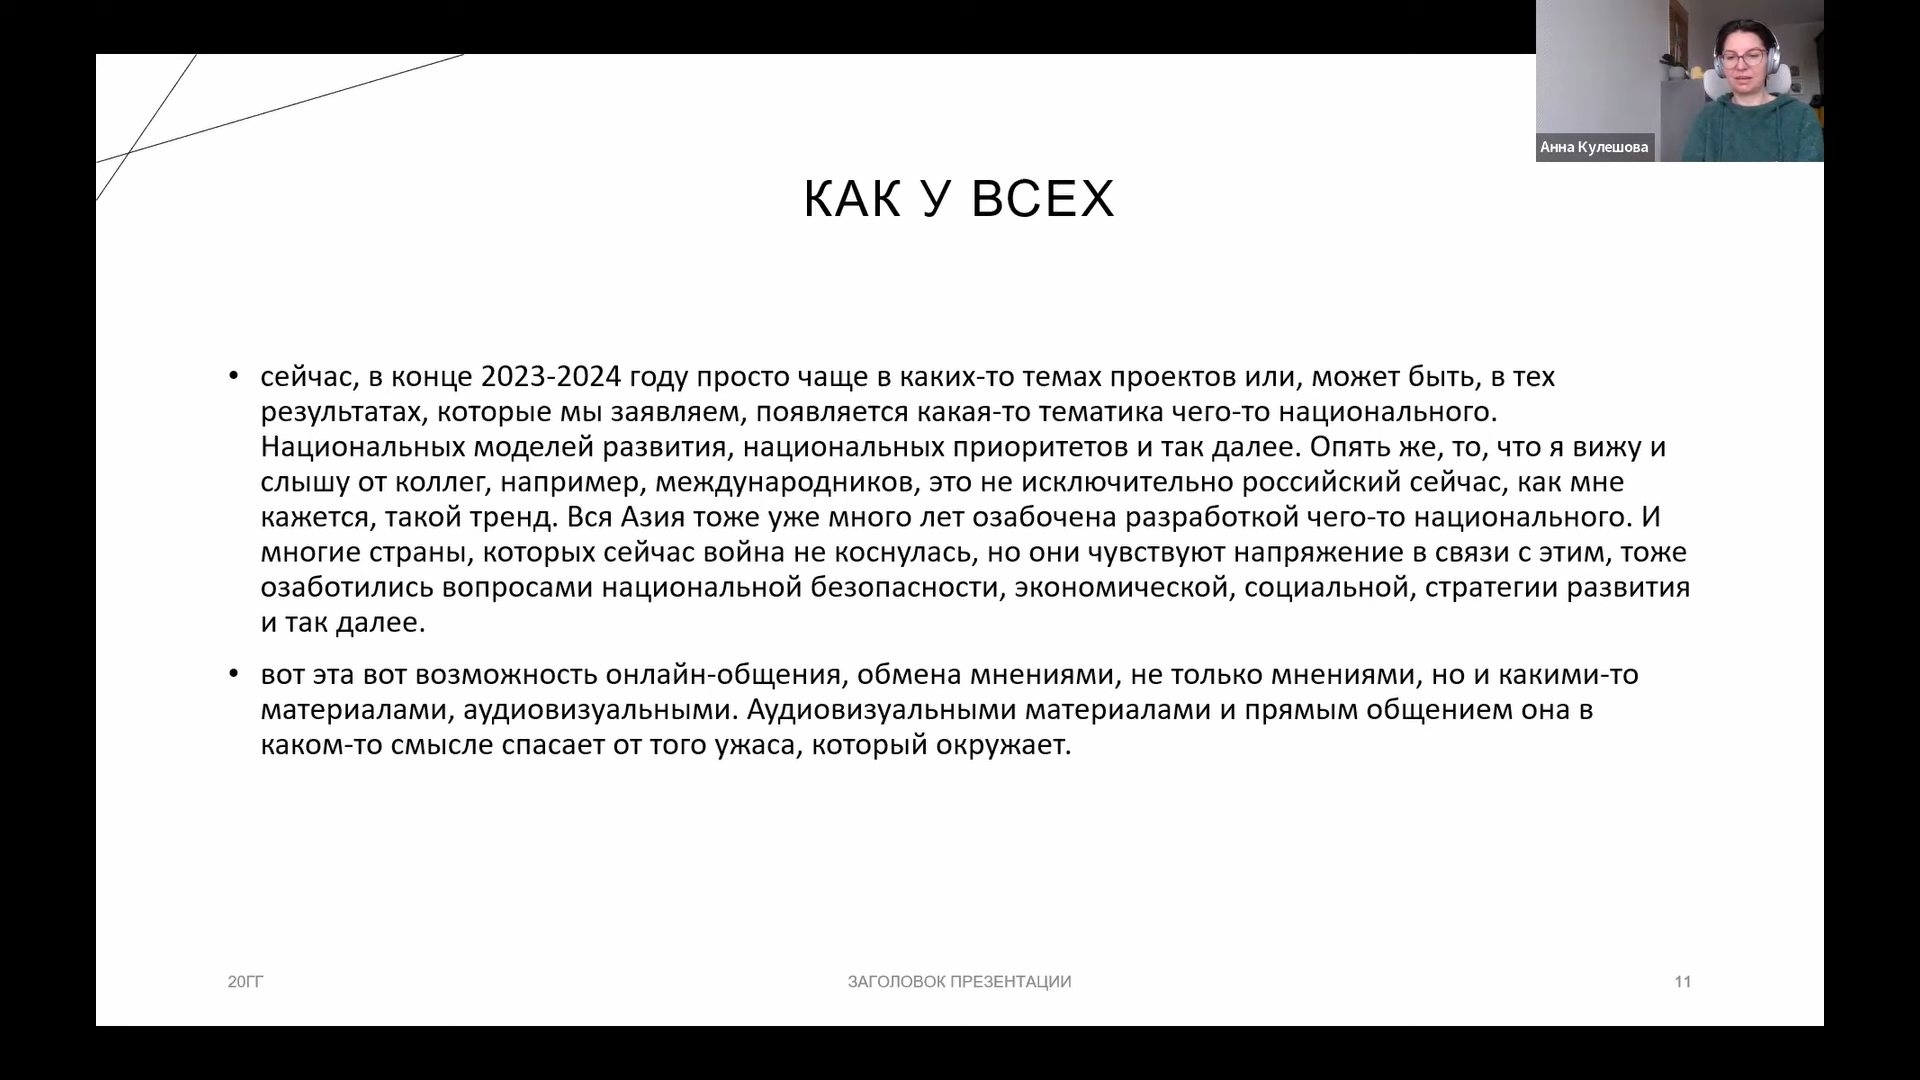 Анна Кулешова
КАК У ВСЕХ
• сейчас, в конце 2023-2024 году просто чаще в каких-то темах проектов или, может быть, в тех
результатах, которые мы заявляем, появляется какая-то тематика чего-то национального.
Национальных моделей развития, национальных приоритетов и так далее. Опять же, то, что я вижу и
слышу от коллег, например, международников, это не исключительно российский сейчас, как мне
кажется, такой тренд. Вся Азия тоже уже много лет озабочена разработкой чего-то национального. И
многие страны, которых сейчас война не коснулась, но они чувствуют напряжение в связи с этим, тоже
озаботились вопросами национальной безопасности, экономической, социальной, стратегии развития
и так далее.
• вот эта вот возможность онлайн-общения, обмена мнениями, не только мнениями, но и какими-то
материалами, аудиовизуальными. Аудиовизуальными материалами и прямым общением она в
каком-то смысле спасает от того ужаса, который окружает.
20ГГ
ЗАГОЛОВОК ПРЕЗЕНТАЦИИ
11